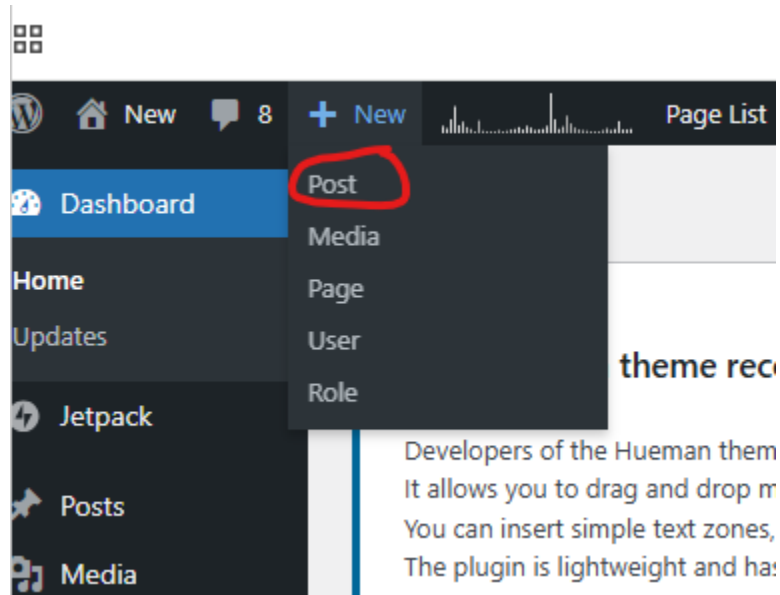 New 8 + New Page List
Post
Dashboard
Media
Home
Page
Updates
User
theme rec
Role
Jetpack
Developers of the Hueman them
It allows you to drag and drop m
Posts
You can insert simple text zones,
The plugin is lightweight and has
Media